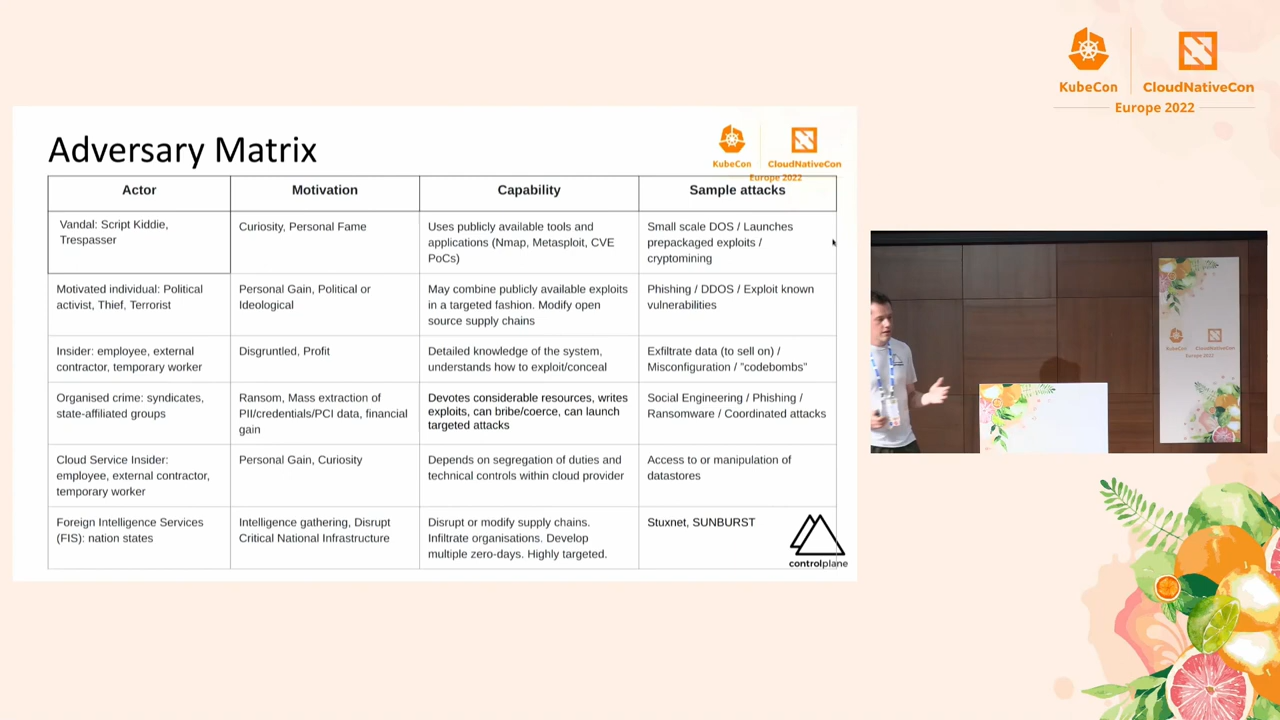 KubeCon
CloudNativeCon
Europe 2022
Adversary Matrix
KubeCon
CloudNativeCon
Europe 2022
Actor
Motivation
Capability
Sample attacks
Vandal: Script Kiddie,
Trespasser
Curiosity, Personal Fame
Uses publicly available tools and
applications (Nmap, Metasploit, CVE
PoCs)
Small scale DOS / Launches
prepackaged exploits /
cryptomining
Motivated individual: Political
activist, Thief, Terrorist
Personal Gain, Political or
Ideological
May combine publicly available exploits
in a targeted fashion. Modify open
source supply chains
Phishing / DDOS / Exploit known
vulnerabilities
Insider: employee, external
contractor, temporary worker
Disgruntled, Profit
Detailed knowledge of the system,
understands how to exploit/conceal
Exfiltrate data (to sell on) /
Misconfiguration / "codebombs"
Organised crime: syndicates,
state-affiliated groups
Ransom, Mass extraction of
PII/credentials/PCI data, financial
gain
Devotes considerable resources, writes
exploits, can bribe/coerce, can launch
targeted attacks
Social Engineering / Phishing /
Ransomware / Coordinated attacks
Cloud Service Insider:
employee, external contractor,
temporary worker
Personal Gain, Curiosity
Depends on segregation of duties and
technical controls within cloud provider
Access to or manipulation of
datastores
Foreign Intelligence Services
(FIS): nation states
Intelligence gathering, Disrupt
Critical National Infrastructure
Disrupt or modify supply chains.
Infiltrate organisations. Develop
multiple zero-days. Highly targeted.
Stuxnet, SUNBURST
controlplane
KubeCon
CloudNativeCon
Europe 2022